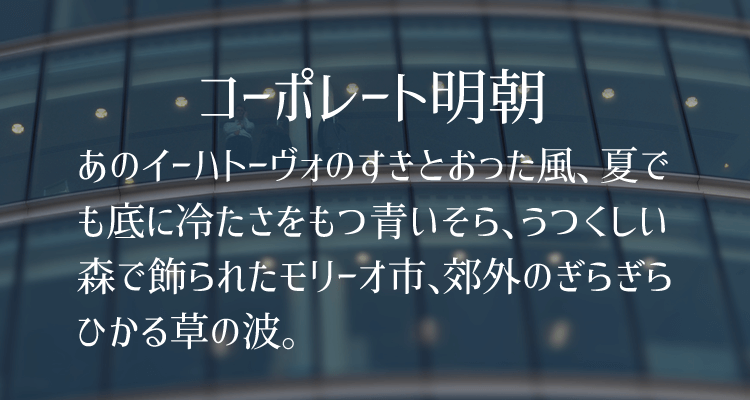 コーポレート明朝
あのイーハトーヴォのすきとおった風、夏で
も底に冷たさをもつ青いそら、うつくしい
森で飾られたモリーオ市、郊外のぎらぎら
ひかる草の波。